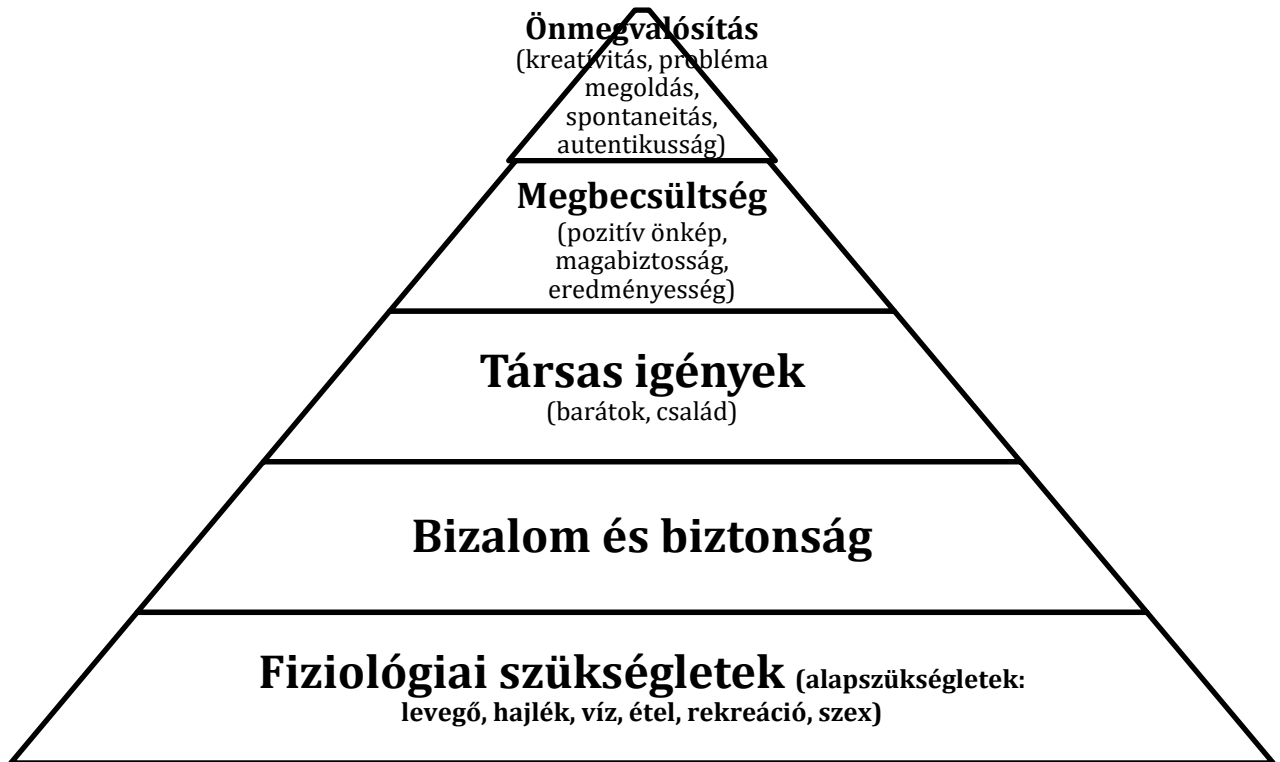 Önmegvalósítás
(kreatívitás, probléma
megoldás,
spontaneitás,
autentikusság)
Megbecsültség
(pozitív önkép,
magabiztosság,
eredményesség)
Társas igények
(barátok, család)
Bizalom és biztonság
Fiziológiai szükségletek (alapszükségletek:
levegő, hajlék, víz, étel, rekreáció, szex)